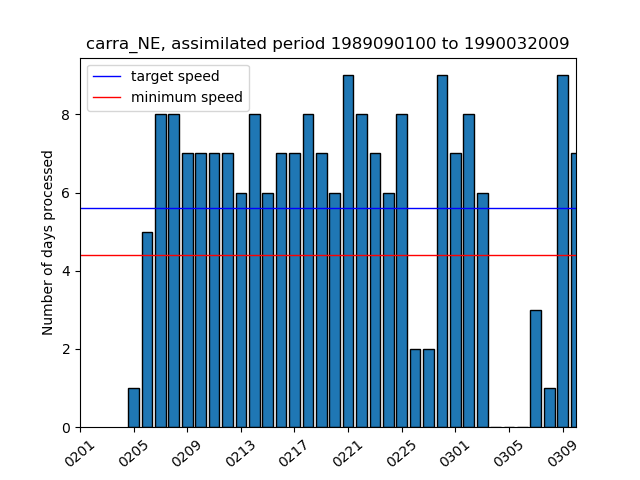 carra_NE, assimilated period 1989090100 to 1990032009
target speed
minimum speed
Number of days processed
8
6
4
2
0
0201 0205 0209 0213 0217 0221 0225 0301 0305 0309